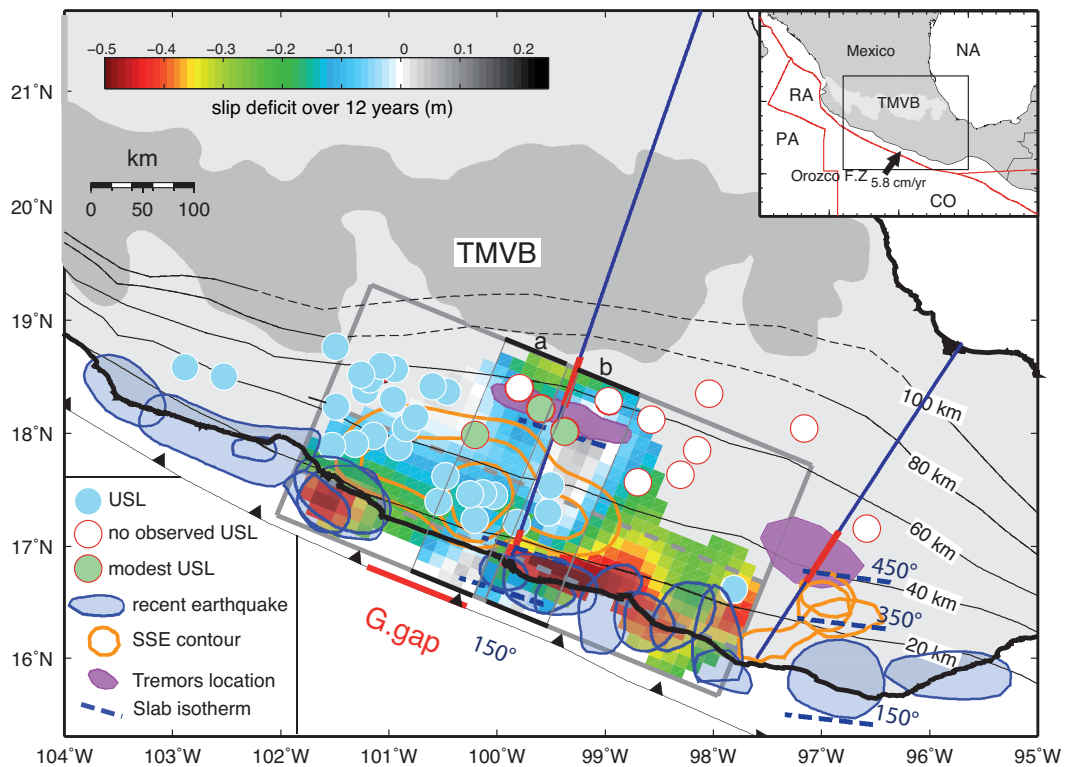 −0.5 −0.4 −0.3 −0.2 −0.1 0 0.1 0.2
slip deficit over 12 years (m)
km
0 50 100
Mexico
NA
RA
TMVB
PA
Orozco F.Z
5.8 cm/yr
CO
TMVB
a
b
100 km
80 km
60 km
40 km
20 km
450°
350°
150°
150°
G.gap
USL
no observed USL
modest USL
recent earthquake
SSE contour
Tremors location
Slab isotherm
21°N
20°N
19°N
18°N
17°N
16°N
104°W 103°W 102°W 101°W 100°W 99°W 98°W 97°W 96°W 95°W